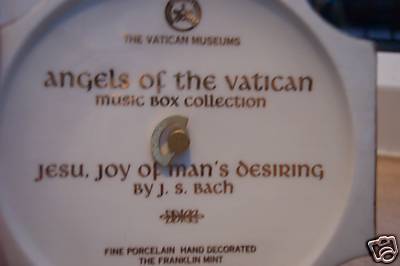 THE VATICAN MUSEUMS
angels of the vatican
music box collection
Jesu, Joy of man's desiring
by J. S. Bach
FINE PORCELAIN HAND DECORATED
THE FRANKLIN MINT